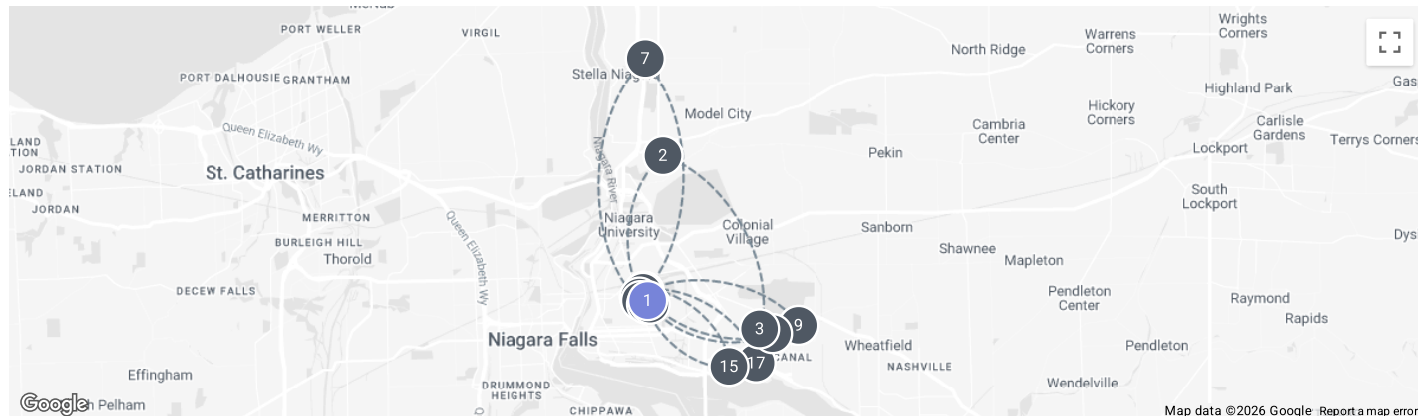 PORT WELLER
VIRGIL
Wrights
Corners
Warrens
Corners
North Ridge
7
Stella Niag
PORT DALHOUSIE
GRANTHAM
Highland Park
Gas
Model City
Hickory
Corners
Queen Elizabeth Wy
Cambria
Center
Carlisle
Gardens
Terrys Corners
LAND
TION
Niagara River
2
Pekin
Lockport
JORDAN STATION
St. Catharines
ELAND
South
Lockport
JORDAN
MERRITTON
Niagara
University
Colonial
Village
Sanborn
Queen Elizabeth Wy
Dys
BURLEIGH HILL
Thorold
Shawnee
Mapleton
DECEW FALLS
1
Pendleton
Center
Raymond
Rapids
3
9
Niagara Falls
Wheatfield
Pendleton
CANAL
15
17
NASHVILLE
Effingham
DRUMMOND
HEIGHTS
Wendelville
Google
h Pelham
CHIPPAWA
Map data ©2026 Google
Report a map error